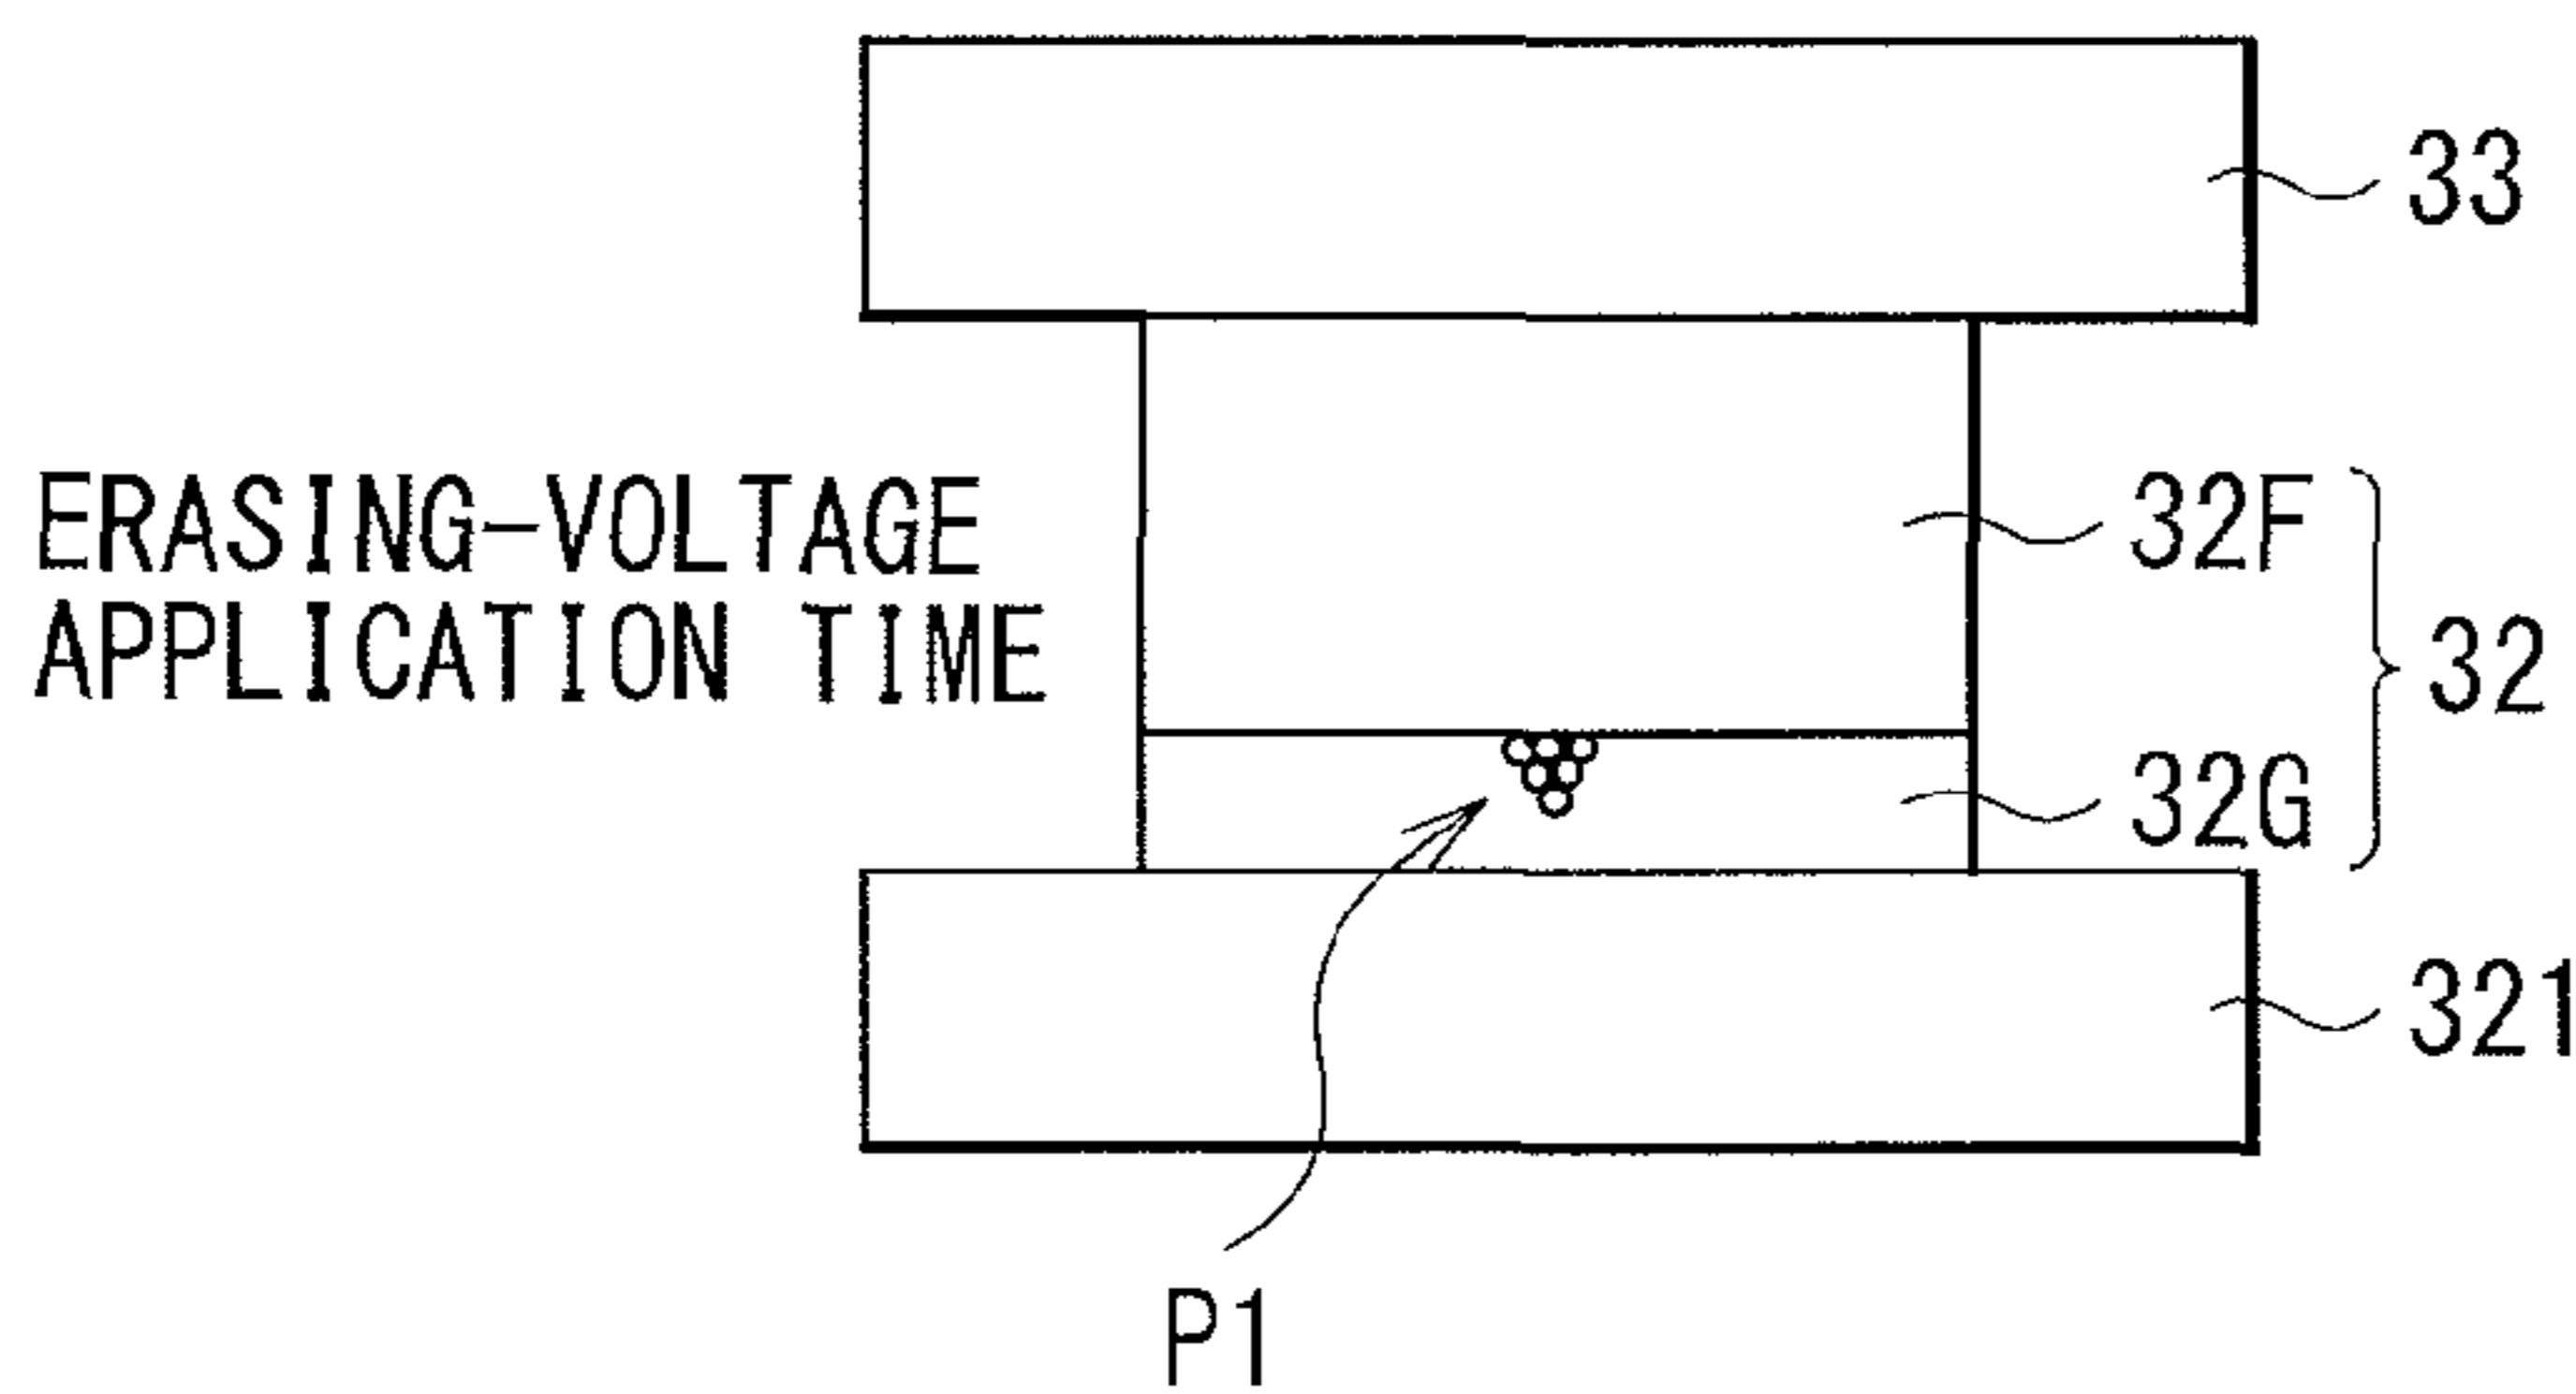 33
ERASING-VOLTAGE
APPLICATION TIME
32F
32
32G
321
P1